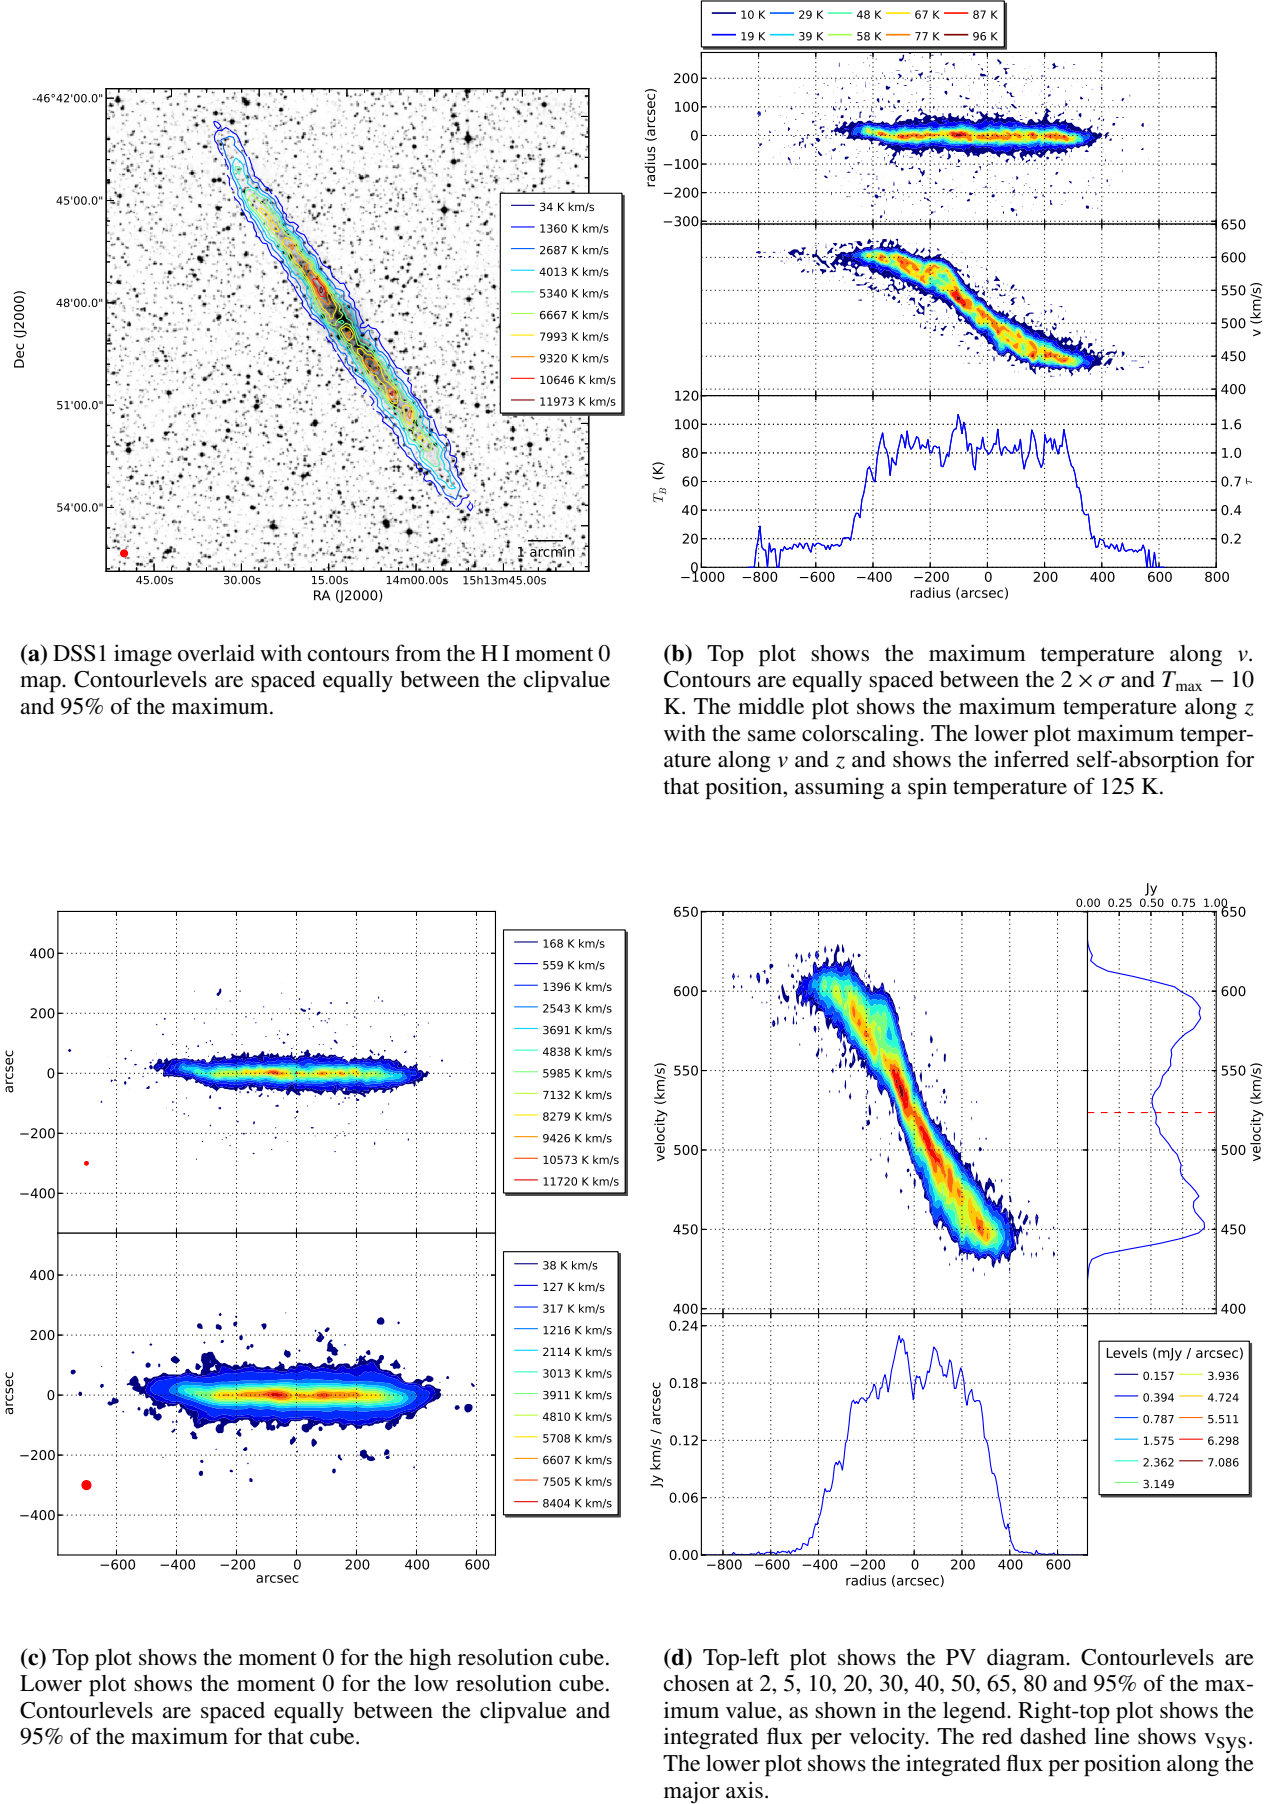 -46°42'00.0"
45'00.0"
48'00.0"
51'00.0"
54'00.0"
Dec (J2000)
34 K km/s
1360 K km/s
2687 K km/s
4013 K km/s
5340 K km/s
6667 K km/s
7993 K km/s
9320 K km/s
10646 K km/s
11973 K km/s
1 arcmin
45.00s 30.00s 15.00s 14m00.00s 15h13m45.00s
RA (J2000)
10 K 29 K 48 K 67 K 87 K
19 K 39 K 58 K 77 K 96 K
200
100
0
−100
−200
−300
radius (arcsec)
650
600
550
500
450
400
v (km/s)
120
100
80
60
40
20
0
T_B (K)
1.6
1.0
0.7
0.4
0.2
τ
−1000 −800 −600 −400 −200 0 200 400 600 800
radius (arcsec)
(a) DSS1 image overlaid with contours from the H I moment 0
map. Contourlevels are spaced equally between the clipvalue
and 95% of the maximum.
(b) Top plot shows the maximum temperature along v.
Contours are equally spaced between the 2 × σ and Tmax − 10
K. The middle plot shows the maximum temperature along z
with the same colorscaling. The lower plot maximum temper-
ature along v and z and shows the inferred self-absorption for
that position, assuming a spin temperature of 125 K.
400
200
0
−200
−400
arcsec
168 K km/s
559 K km/s
1396 K km/s
2543 K km/s
3691 K km/s
4838 K km/s
5985 K km/s
7132 K km/s
8279 K km/s
9426 K km/s
10573 K km/s
11720 K km/s
400
200
0
−200
−400
arcsec
38 K km/s
127 K km/s
317 K km/s
1216 K km/s
2114 K km/s
3013 K km/s
3911 K km/s
4810 K km/s
5708 K km/s
6607 K km/s
7505 K km/s
8404 K km/s
−600 −400 −200 0 200 400 600
arcsec
Jy
0.00 0.25 0.50 0.75 1.00
650
600
550
500
450
400
velocity (km/s)
650
600
550
500
450
400
velocity (km/s)
0.24
0.18
0.12
0.06
0.00
Jy km/s / arcsec
−800 −600 −400 −200 0 200 400 600
radius (arcsec)
Levels (mJy / arcsec)
0.157 3.936
0.394 4.724
0.787 5.511
1.575 6.298
2.362 7.086
3.149
(c) Top plot shows the moment 0 for the high resolution cube.
Lower plot shows the moment 0 for the low resolution cube.
Contourlevels are spaced equally between the clipvalue and
95% of the maximum for that cube.
(d) Top-left plot shows the PV diagram. Contourlevels are
chosen at 2, 5, 10, 20, 30, 40, 50, 65, 80 and 95% of the max-
imum value, as shown in the legend. Right-top plot shows the
integrated flux per velocity. The red dashed line shows vsys.
The lower plot shows the integrated flux per position along the
major axis.